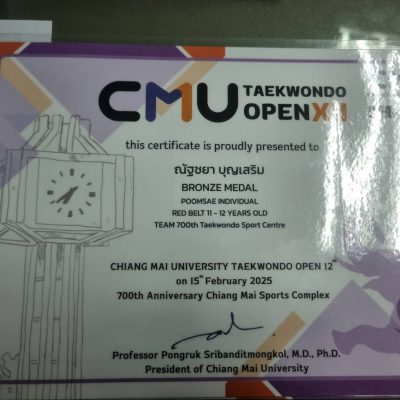 CMU TAEKWONDO
OPEN XII
this certificate is proudly presented to
ณัฐชยา บุญเสริม
BRONZE MEDAL
POOMSAE INDIVIDUAL
RED BELT 11 - 12 YEARS OLD
TEAM 700th Taekwondo Sport Centre
CHIANG MAI UNIVERSITY TAEKWONDO OPEN 12th
on 15th February 2025
700th Anniversary Chiang Mai Sports Complex
Professor Pongruk Sribanditmongkol, M.D., Ph.D.
President of Chiang Mai University